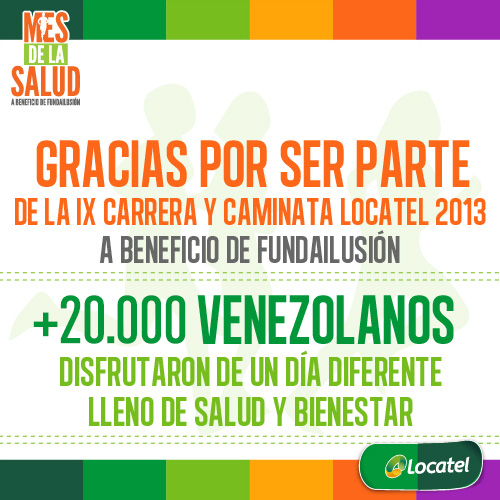 MES
DE LA
SALUD
A BENEFICIO DE FUNDAILUSIÓN
GRACIAS POR SER PARTE
DE LA IX CARRERA Y CAMINATA LOCATEL 2013
A BENEFICIO DE FUNDAILUSIÓN
+20.000 VENEZOLANOS
DISFRUTARON DE UN DÍA DIFERENTE
LLENO DE SALUD Y BIENESTAR
Locatel